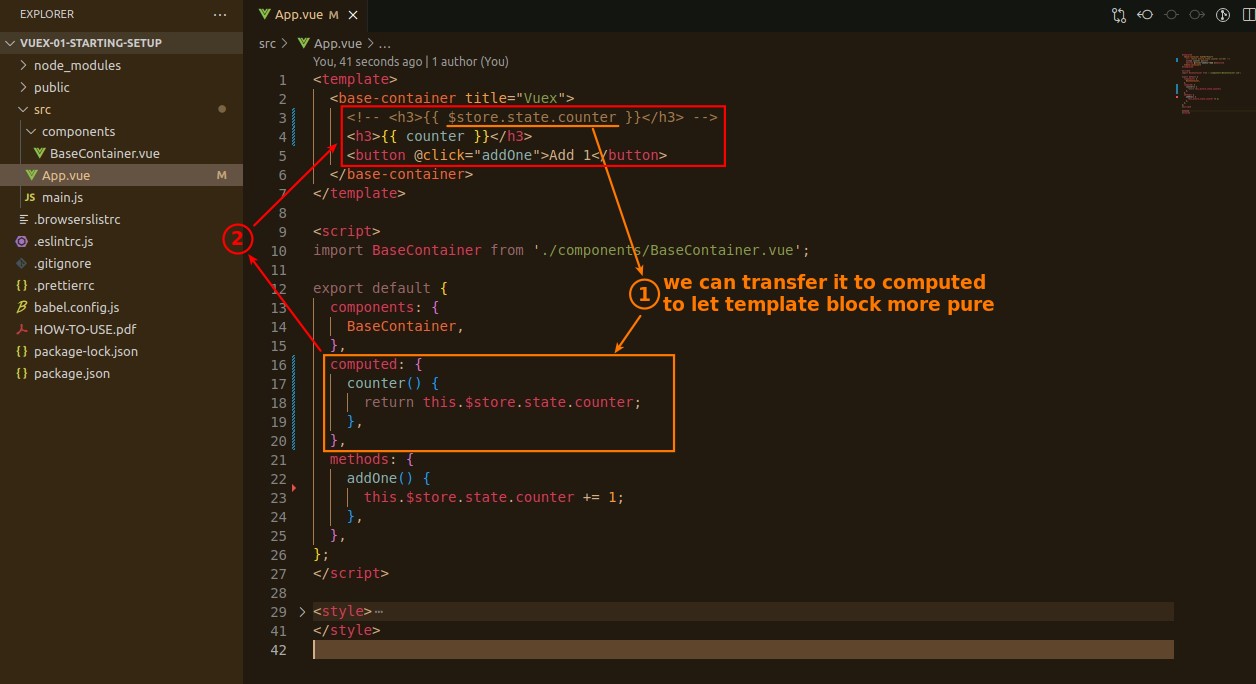 EXPLORER ...
App.vue M
VUEX-01-STARTING-SETUP
node_modules
public
src
components
BaseContainer.vue
App.vue M
JS main.js
.browserslistrc
.eslintrc.js
.gitignore
{} .prettierrc
babel.config.js
HOW-TO-USE.pdf
{} package-lock.json
{} package.json
src > App.vue > ...
You, 41 seconds ago | 1 author (You)
1 <template>
2 <base-container title="Vuex">
3 <!-- <h3>{{ $store.state.counter }}</h3> -->
4 <h3>{{ counter }}</h3>
5 <button @click="addOne">Add 1</button>
6 </base-container>
7 </template>
8
9 <script>
10 import BaseContainer from './components/BaseContainer.vue';
11
12 export default {
13 components: {
14 BaseContainer,
15 },
16 computed: {
17 counter() {
18 return this.$store.state.counter;
19 },
20 },
21 methods: {
22 addOne() {
23 this.$store.state.counter += 1;
24 },
25 },
26 };
27 </script>
28
29 <style>...
41 </style>
42
2
1 we can transfer it to computed
to let template block more pure